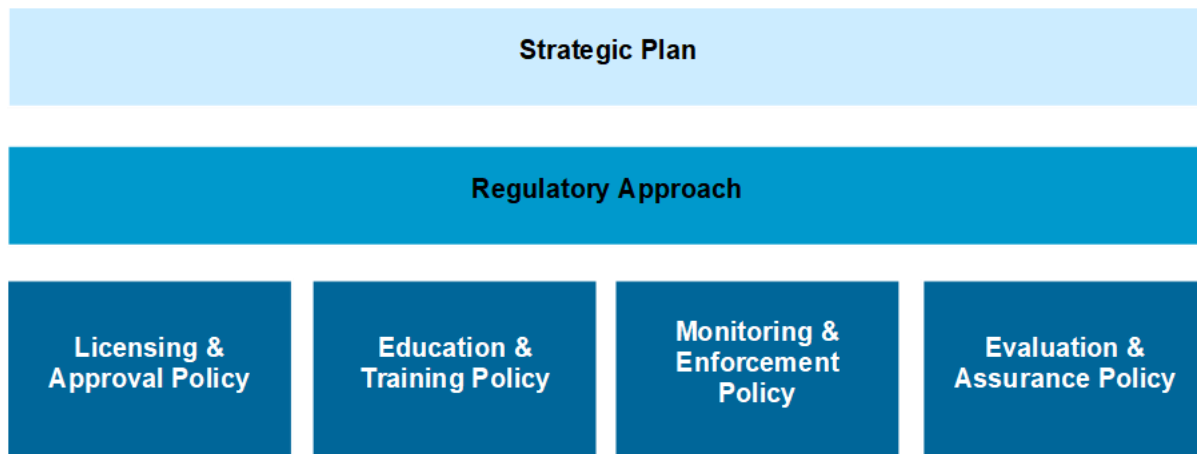 Strategic Plan
Regulatory Approach
Licensing &
Approval Policy
Education &
Training Policy
Monitoring &
Enforcement
Policy
Evaluation &
Assurance Policy